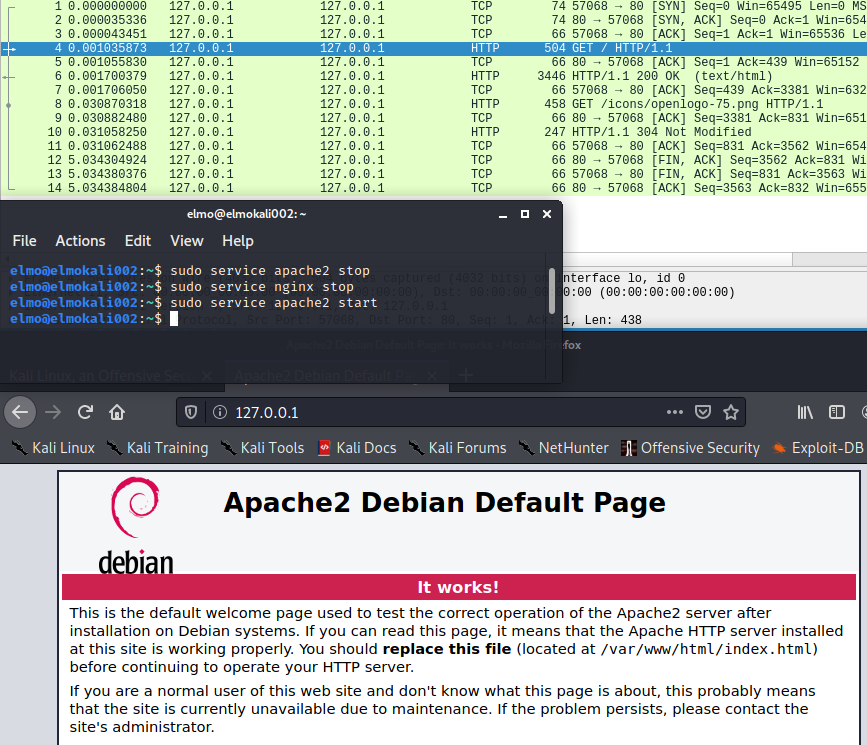 1 0.000000000 127.0.0.1 127.0.0.1 TCP 74 57068 → 80 [SYN] Seq=0 Win=65495 Len=0 MS
2 0.000035336 127.0.0.1 127.0.0.1 TCP 74 80 → 57068 [SYN, ACK] Seq=0 Ack=1 Win=654
3 0.000043451 127.0.0.1 127.0.0.1 TCP 66 57068 → 80 [ACK] Seq=1 Ack=1 Win=65536 Le
4 0.001035873 127.0.0.1 127.0.0.1 HTTP 504 GET / HTTP/1.1
5 0.001055830 127.0.0.1 127.0.0.1 TCP 66 80 → 57068 [ACK] Seq=1 Ack=439 Win=65152
6 0.001700379 127.0.0.1 127.0.0.1 HTTP 3446 HTTP/1.1 200 OK (text/html)
7 0.001706050 127.0.0.1 127.0.0.1 TCP 66 57068 → 80 [ACK] Seq=439 Ack=3381 Win=632
8 0.030870318 127.0.0.1 127.0.0.1 HTTP 458 GET /icons/openlogo-75.png HTTP/1.1
9 0.030882480 127.0.0.1 127.0.0.1 TCP 66 80 → 57068 [ACK] Seq=3381 Ack=831 Win=651
10 0.031058250 127.0.0.1 127.0.0.1 HTTP 247 HTTP/1.1 304 Not Modified
11 0.031062488 127.0.0.1 127.0.0.1 TCP 66 57068 → 80 [ACK] Seq=831 Ack=3562 Win=654
12 5.034304924 127.0.0.1 127.0.0.1 TCP 66 80 → 57068 [FIN, ACK] Seq=3562 Ack=831 Wi
13 5.034380376 127.0.0.1 127.0.0.1 TCP 66 57068 → 80 [FIN, ACK] Seq=831 Ack=3563 Wi
14 5.034384804 127.0.0.1 127.0.0.1 TCP 66 80 → 57068 [ACK] Seq=3563 Ack=832 Win=655
elmo@elmokali002: ~
File Actions Edit View Help
elmo@elmokali002:~$ sudo service apache2 stop
elmo@elmokali002:~$ sudo service nginx stop
elmo@elmokali002:~$ sudo service apache2 start
elmo@elmokali002:~$
captured (4032 bits) on interface lo, id 0
Dst: 00:00:00:00:00:00 (00:00:00:00:00:00)
Src Port: 57068, Dst Port: 80, Seq: 1, Ack: 1, Len: 438
Apache2 Debian Default Page: It works - Mozilla Firefox
Kali Linux, an Offensive Se
Apache2 Debian Default Pag
127.0.0.1
Kali Linux Kali Training Kali Tools Kali Docs Kali Forums NetHunter Offensive Security Exploit-DB
debian
Apache2 Debian Default Page
It works!
This is the default welcome page used to test the correct operation of the Apache2 server after
installation on Debian systems. If you can read this page, it means that the Apache HTTP server installed
at this site is working properly. You should replace this file (located at /var/www/html/index.html)
before continuing to operate your HTTP server.
If you are a normal user of this web site and don't know what this page is about, this probably means
that the site is currently unavailable due to maintenance. If the problem persists, please contact the
site's administrator.